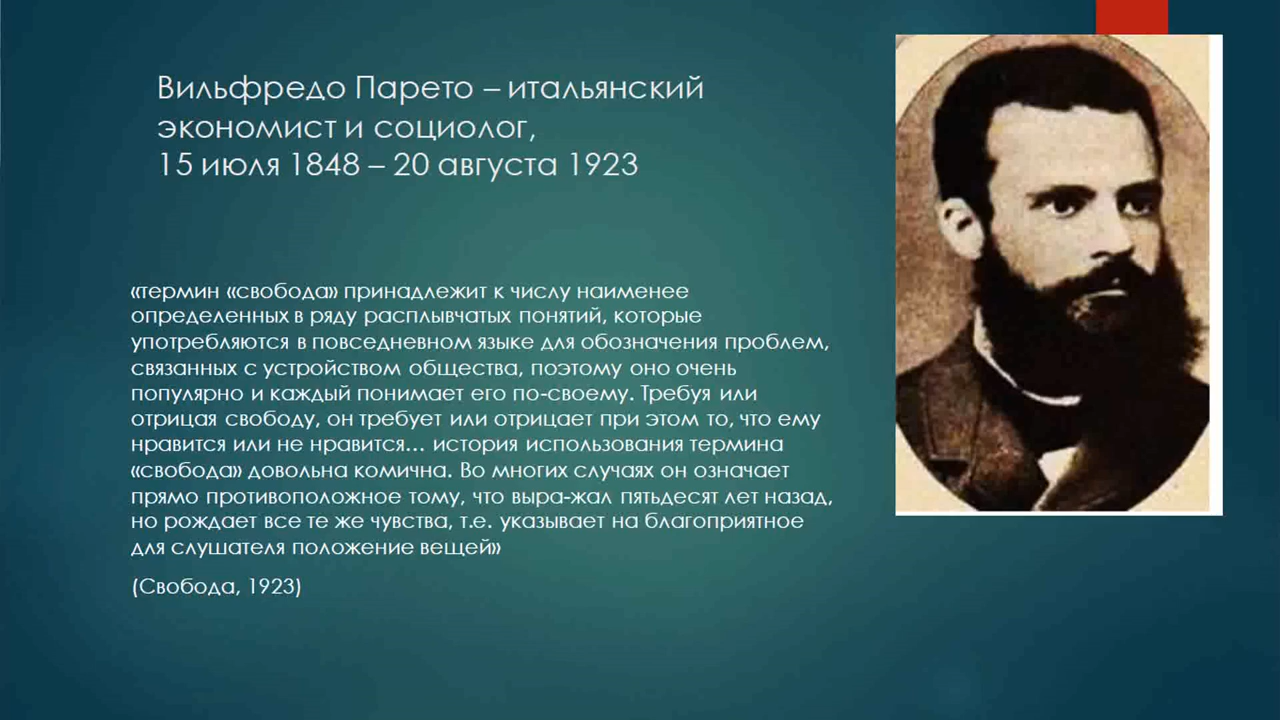 Вильфредо Парето – итальянский
экономист и социолог,
15 июля 1848 – 20 августа 1923
«термин «свобода» принадлежит к числу наименее
определенных в ряду расплывчатых понятий, которые
употребляются в повседневном языке для обозначения проблем,
связанных с устройством общества, поэтому оно очень
популярно и каждый понимает его по-своему. Требуя или
отрицая свободу, он требует или отрицает при этом то, что ему
нравится или не нравится... история использования термина
«свобода» довольна комична. Во многих случаях он означает
прямо противоположное тому, что выра-жал пятьдесят лет назад,
но рождает все те же чувства, т.е. указывает на благоприятное
для слушателя положение вещей»
(Свобода, 1923)